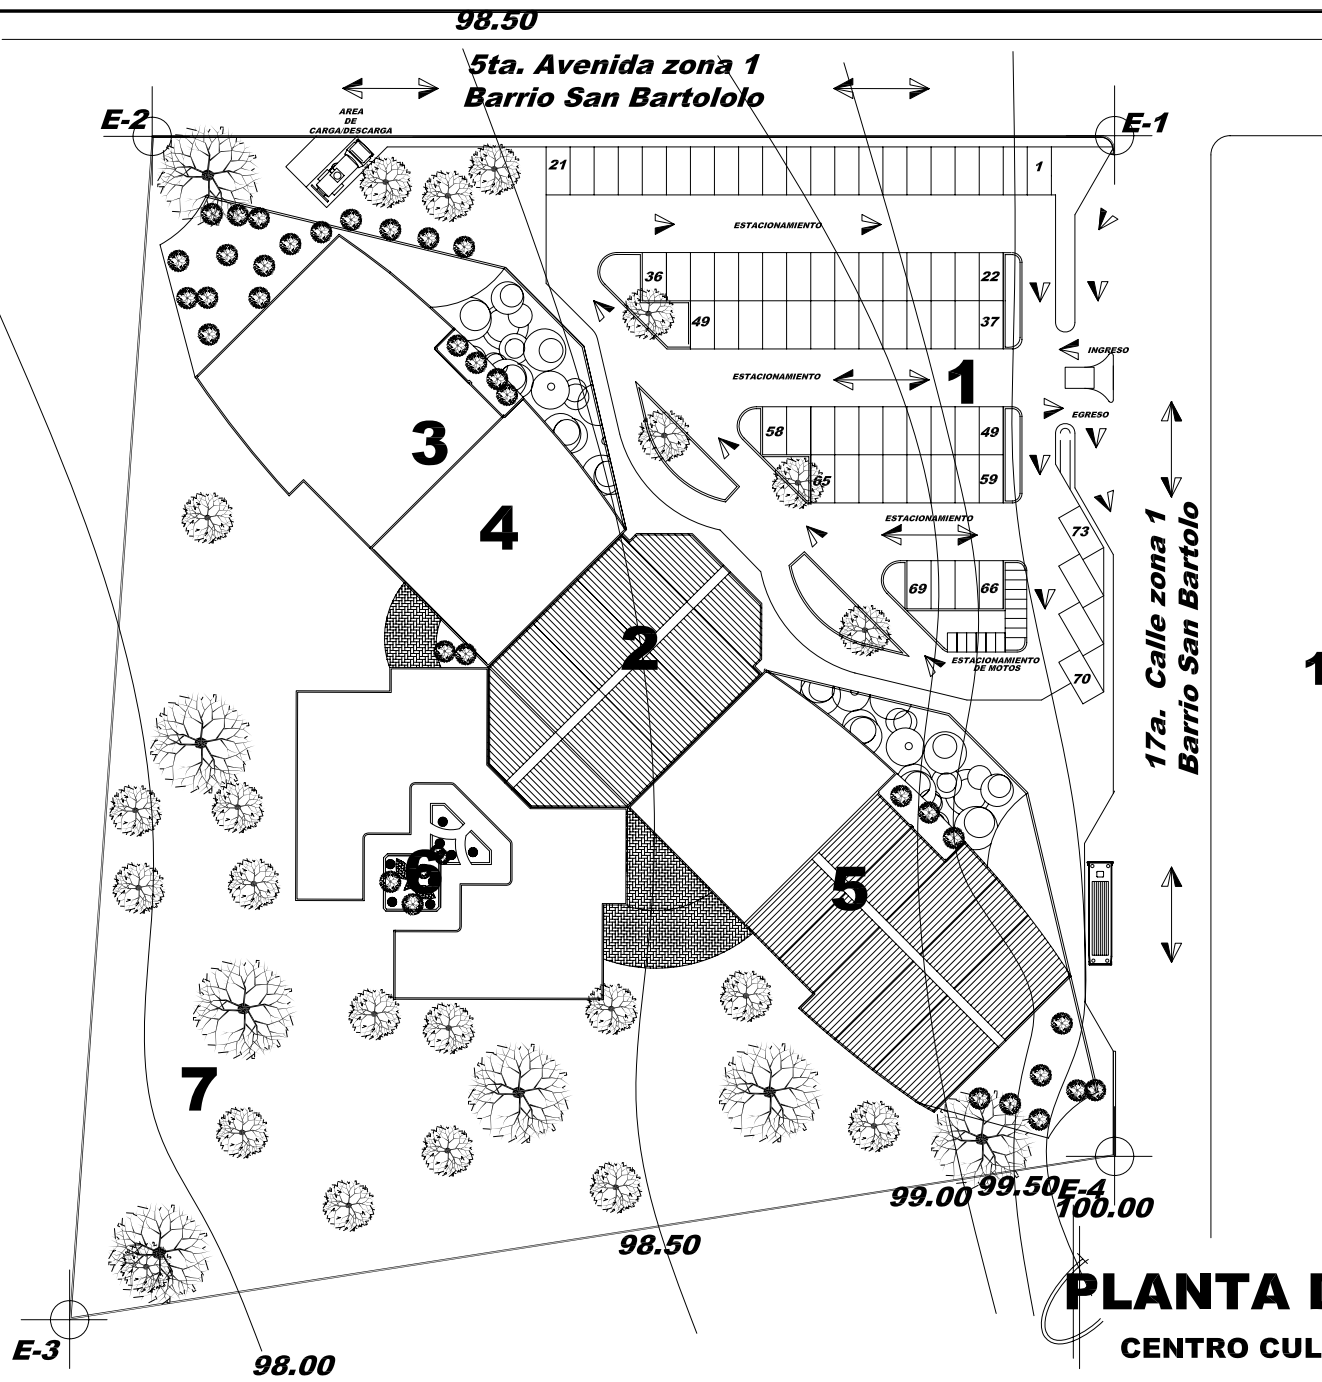 98.50
5ta. Avenida zona 1
Barrio San Bartololo
AREA
DE
CARGA/DESCARGA
E-2
E-1
21
1
ESTACIONAMIENTO
36
22
49
37
INGRESO
ESTACIONAMIENTO
1
EGRESO
58
49
3
65
59
4
ESTACIONAMIENTO
73
17a. Calle zona 1
Barrio San Bartolo
69
66
2
ESTACIONAMIENTO
DE MOTOS
70
1
6
5
7
99.00
99.50
E-4
100.00
98.50
PLANTA
CENTRO CUL
E-3
98.00